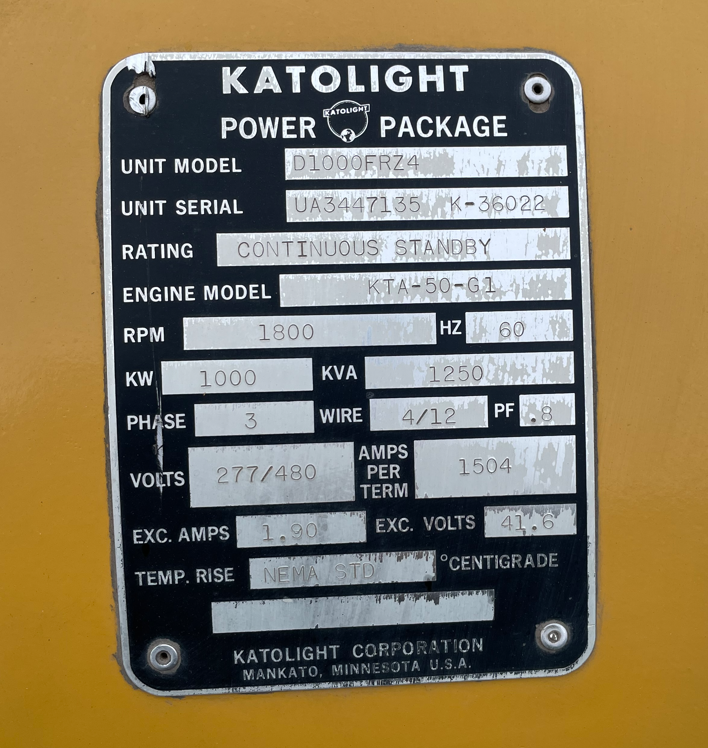 KATOLIGHT
POWER KATOLIGHT PACKAGE
UNIT MODEL D1000FRZ4
UNIT SERIAL UA3447135 K-36022
RATING CONTINUOUS STANDBY
ENGINE MODEL KTA-50-G1
RPM 1800 HZ 60
KW 1000 KVA 1250
PHASE 3 WIRE 4/12 PF .8
VOLTS 277/480 AMPS PER TERM 1504
EXC. AMPS 1.90 EXC. VOLTS 41.6
TEMP. RISE NEMA STD °CENTIGRADE
KATOLIGHT CORPORATION
MANKATO, MINNESOTA U.S.A.